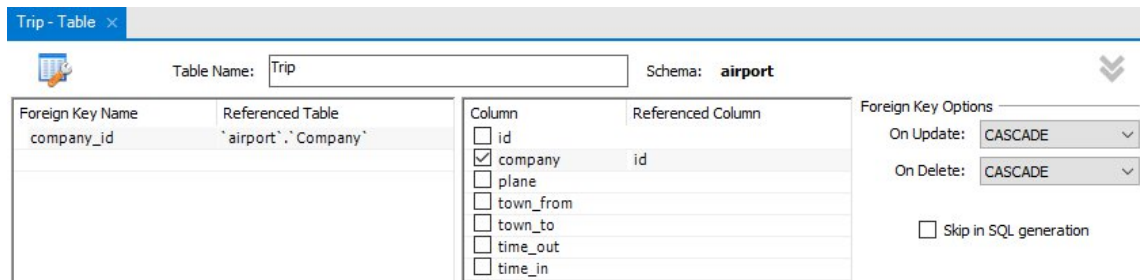 Trip - Table ×
Table Name: Trip Schema: airport
Foreign Key Name Referenced Table
company_id `airport`.`Company`
Column Referenced Column
id
company id
plane
town_from
town_to
time_out
time_in
Foreign Key Options
On Update: CASCADE
On Delete: CASCADE
Skip in SQL generation